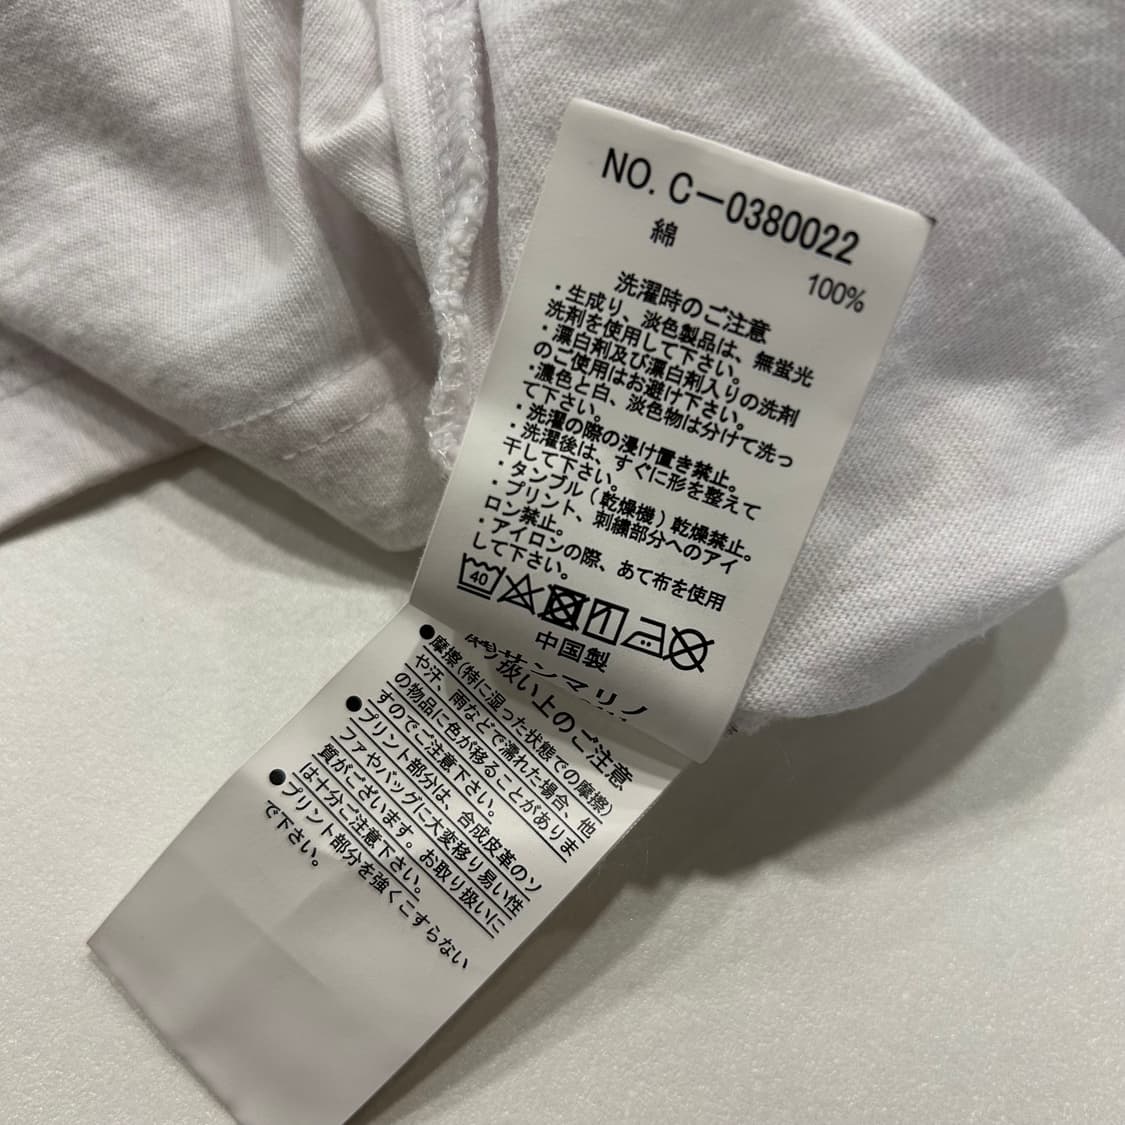 NO. C-0380022
綿
100%
洗濯時のご注意
・生成り、淡色製品は、無蛍光
洗剤を使用して下さい。
・漂白剤及び漂白剤入りの洗剤
のご使用はお避け下さい。
・濃色と白、淡色物は分けて洗っ
て下さい。
・洗濯の際の浸け置き禁止。
・洗濯後は、すぐに形を整えて
干して下さい。
・タンブル(乾燥機)乾燥禁止。
・プリント、刺繍部分へのアイ
ロン禁止。
・アイロンの際、あて布を使用
して下さい。
40
中国製
サンマリノ
扱い上のご注意
●摩擦(特に湿った状態での摩擦)
や汗、雨などで濡れた場合、他
の物品に色が移ることがありま
すのでご注意下さい。
●プリント部分は、合成皮革のソ
ファやバッグに大変移り易い性
質がございます。お取り扱いに
は十分ご注意下さい。
●プリント部分を強くこすらない
で下さい。